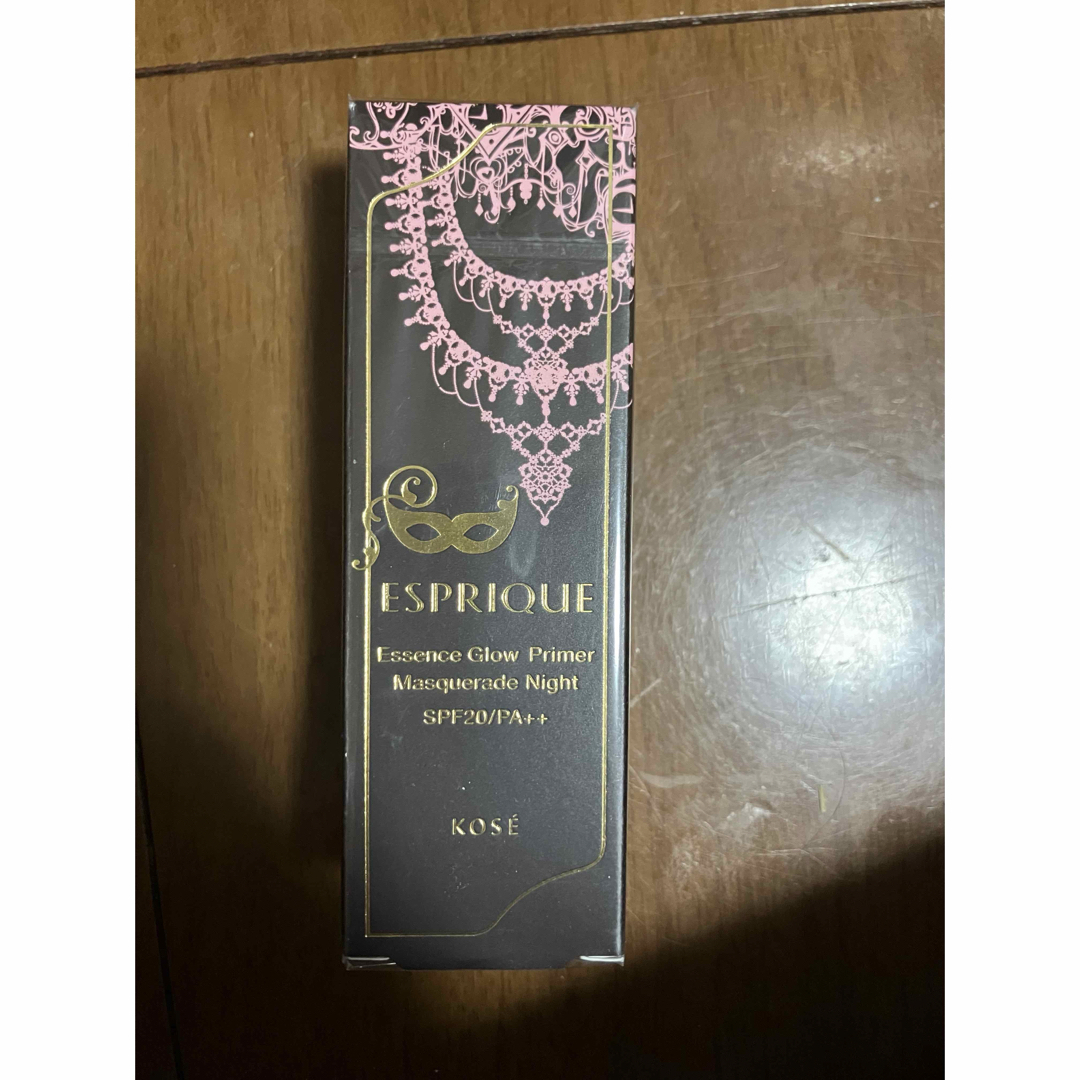 ESPRIQUE
Essence Glow Primer
Masquerade Night
SPF20/PA++
KOSÉ